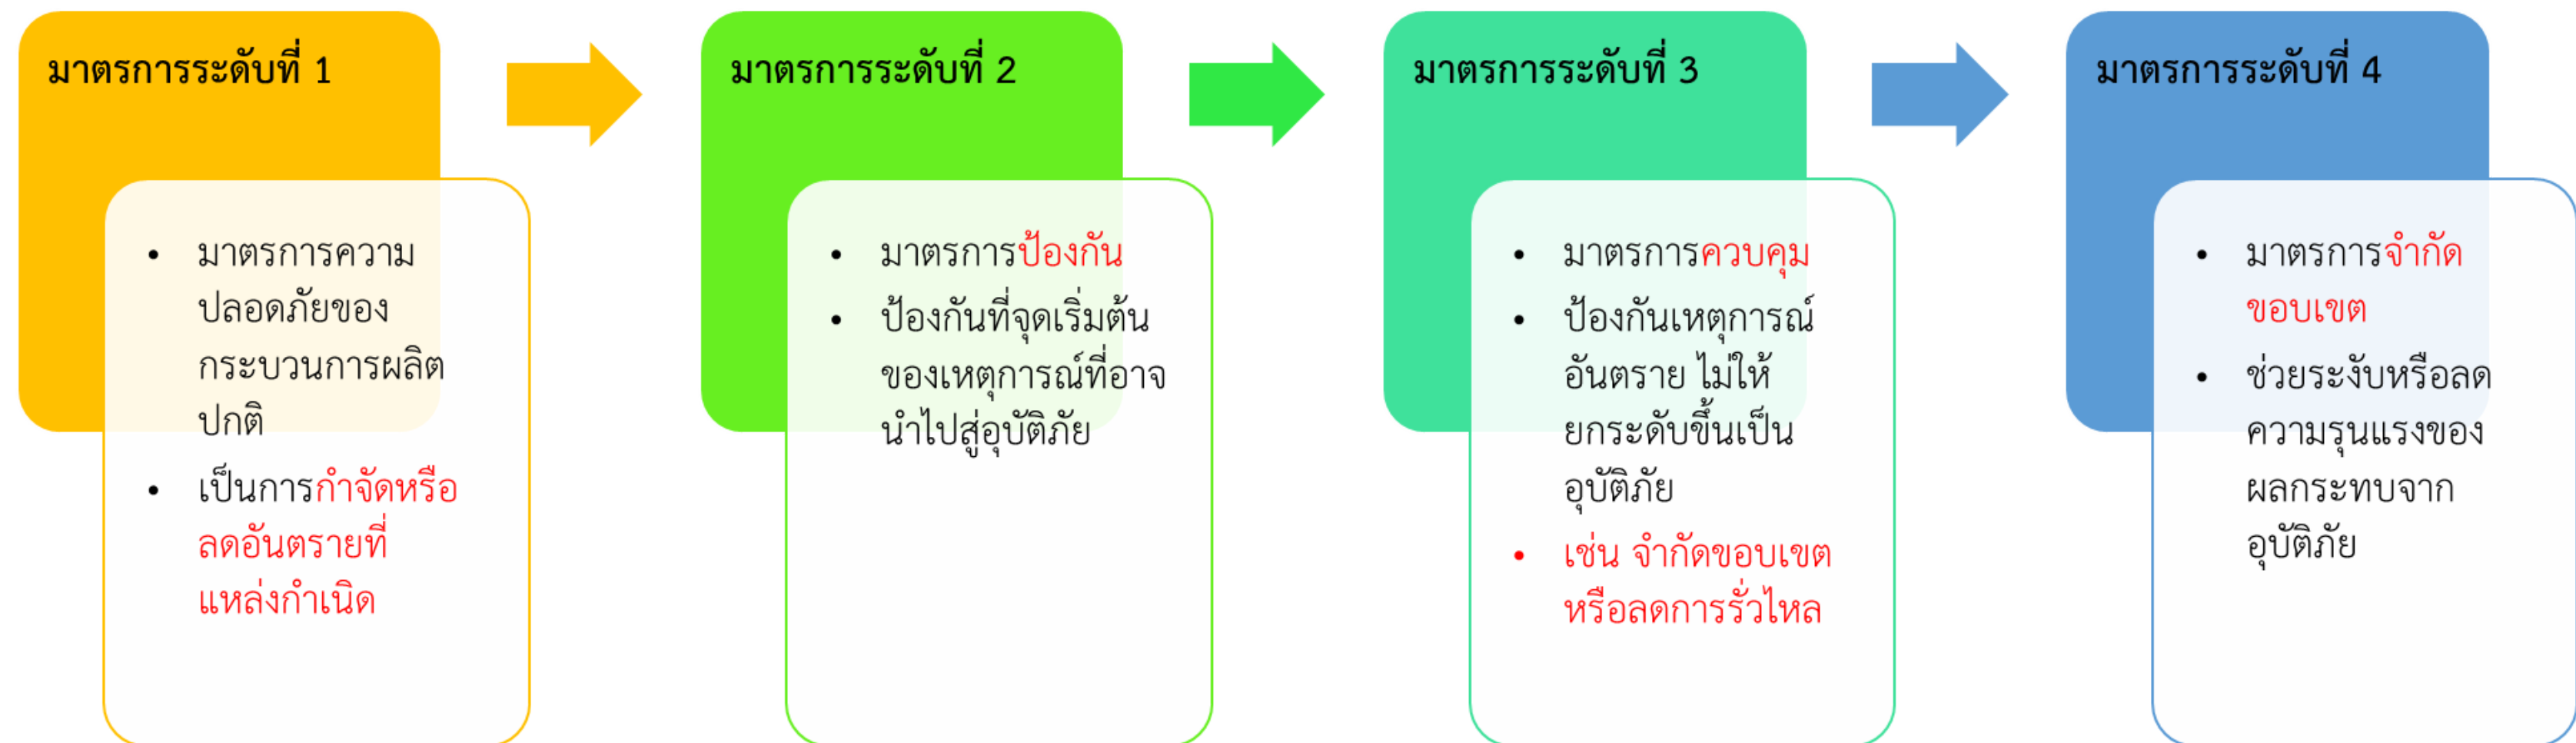 มาตรการระดับที่ 1
• มาตรการความ
ปลอดภัยของ
กระบวนการผลิต
ปกติ
• เป็นการกำจัดหรือ
ลดอันตรายที่
แหล่งกำเนิด
มาตรการระดับที่ 2
• มาตรการป้องกัน
• ป้องกันที่จุดเริ่มต้น
ของเหตุการณ์ที่อาจ
นำไปสู่อุบัติภัย
มาตรการระดับที่ 3
• มาตรการควบคุม
• ป้องกันเหตุการณ์
อันตราย ไม่ให้
ยกระดับขึ้นเป็น
อุบัติภัย
• เช่น จำกัดขอบเขต
หรือลดการรั่วไหล
มาตรการระดับที่ 4
• มาตรการจำกัด
ขอบเขต
• ช่วยระงับหรือลด
ความรุนแรงของ
ผลกระทบจาก
อุบัติภัย